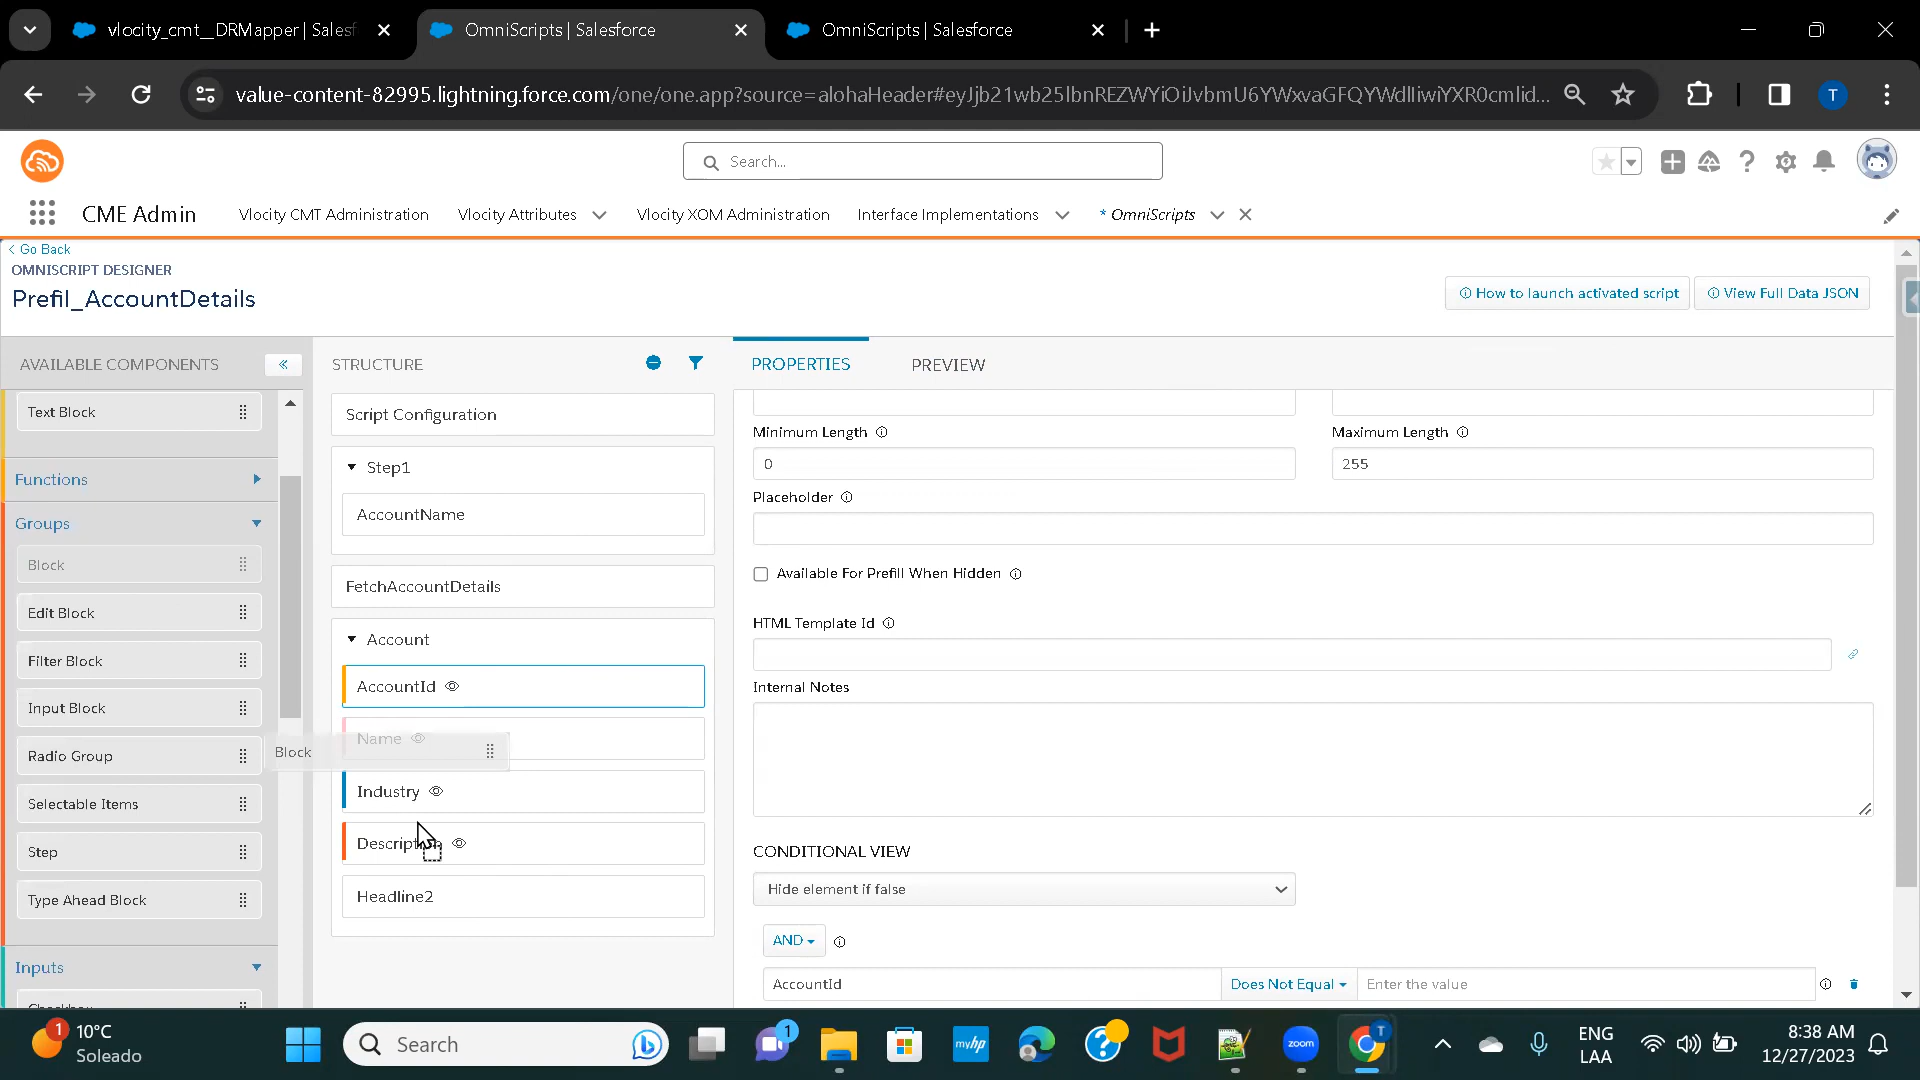 vlocity_cmt__DRMapper | Salesf
OmniScripts | Salesforce
OmniScripts | Salesforce
value-content-82995.lightning.force.com/one/one.app?source=alohaHeader#eyJjb21wb25lbnREZWYiOiJvbmU6YWxvaGFQYWdlIiwiYXR0cmlid...
T
Search...
CME Admin
Vlocity CMT Administration
Vlocity Attributes
Vlocity XOM Administration
Interface Implementations
* OmniScripts
< Go Back
OMNISCRIPT DESIGNER
Prefil_AccountDetails
How to launch activated script
View Full Data JSON
AVAILABLE COMPONENTS
STRUCTURE
PROPERTIES
PREVIEW
Text Block
Functions
Groups
Block
Edit Block
Filter Block
Input Block
Radio Group
Selectable Items
Step
Type Ahead Block
Inputs
Script Configuration
Step1
AccountName
FetchAccountDetails
Account
AccountId
Name
Block
Industry
Headline2
Minimum Length
0
Maximum Length
255
Placeholder
Available For Prefill When Hidden
HTML Template Id
Internal Notes
CONDITIONAL VIEW
Hide element if false
AND
AccountId
Does Not Equal
Enter the value
1
10°C
Soleado
Search
1
myhp
zoom
T
ENG
LAA
8:38 AM
12/27/2023